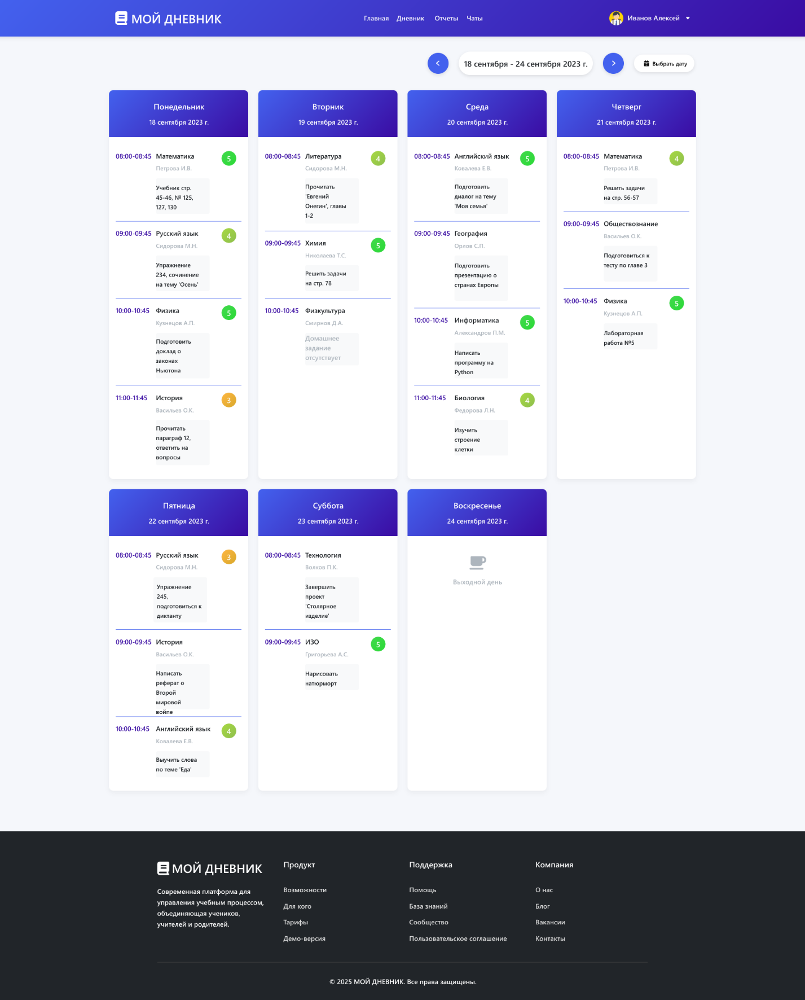 МОЙ ДНЕВНИК
Главная Дневник Отчеты Чаты
Иванов Алексей
18 сентября - 24 сентября 2023 г.
Выбрать дату
Понедельник
18 сентября 2023 г.
08:00-08:45 Математика 5
Петрова И.В.
Учебник стр.
45-46, № 125,
127, 130
09:00-09:45 Русский язык 4
Сидорова М.Н.
Упражнение
234, сочинение
на тему 'Осень'
10:00-10:45 Физика 5
Кузнецов А.П.
Подготовить
доклад о
законах
Ньютона
11:00-11:45 История 3
Васильев О.К.
Прочитать
параграф 12,
ответить на
вопросы
Вторник
19 сентября 2023 г.
08:00-08:45 Литература 4
Сидорова М.Н.
Прочитать
'Евгений
Онегин', главы
1-2
09:00-09:45 Химия 5
Николаева Т.С.
Решить задачи
на стр. 78
10:00-10:45 Физкультура
Смирнов Д.А.
Домашнее
задание
отсутствует
Среда
20 сентября 2023 г.
08:00-08:45 Английский язык 5
Ковалева Е.В.
Подготовить
диалог на тему
'Моя семья'
09:00-09:45 География
Орлов С.П.
Подготовить
презентацию о
странах Европы
10:00-10:45 Информатика 5
Александров П.М.
Написать
программу на
Python
11:00-11:45 Биология 4
Федорова Л.Н.
Изучить
строение
клетки
Четверг
21 сентября 2023 г.
08:00-08:45 Математика 4
Петрова И.В.
Решить задачи
на стр. 56-57
09:00-09:45 Обществознание
Васильев О.К.
Подготовиться к
тесту по главе 3
10:00-10:45 Физика 5
Кузнецов А.П.
Лабораторная
работа №5
Пятница
22 сентября 2023 г.
08:00-08:45 Русский язык 3
Сидорова М.Н.
Упражнение
245,
подготовиться к
диктанту
09:00-09:45 История
Васильев О.К.
Написать
реферат о
Второй
мировой
войnе
10:00-10:45 Английский язык 4
Ковалева Е.В.
Выучить слова
по теме 'Еда'
Суббота
23 сентября 2023 г.
08:00-08:45 Технология
Волков П.К.
Завершить
проект
'Столярное
изделие'
09:00-09:45 ИЗО 5
Григорьева А.С.
Нарисовать
натюрморт
Воскресенье
24 сентября 2023 г.
Выходной день
МОЙ ДНЕВНИК
Современная платформа для
управления учебным процессом,
объединяющая учеников,
учителей и родителей.
Продукт
Возможности
Для кого
Тарифы
Демо-версия
Поддержка
Помощь
База знаний
Сообщество
Пользовательское соглашение
Компания
О нас
Блог
Вакансии
Контакты
© 2025 МОЙ ДНЕВНИК. Все права защищены.